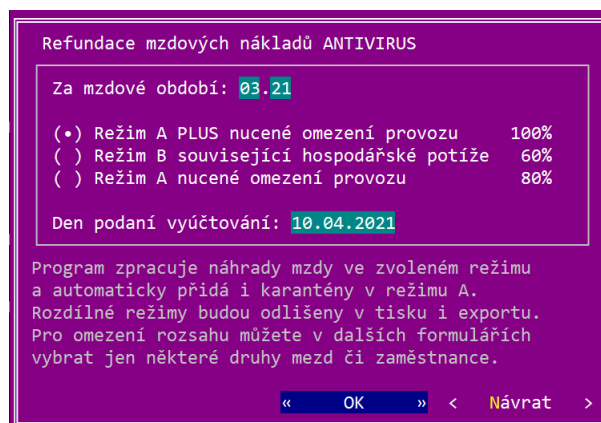 Refundace mzdových nákladů ANTIVIRUS
Za mzdové období: 03.21
(•) Režim A PLUS nucené omezení provozu 100%
( ) Režim B související hospodářské potíže 60%
( ) Režim A nucené omezení provozu 80%
Den podaní vyúčtování: 10.04.2021
Program zpracuje náhrady mzdy ve zvoleném režimu
a automaticky přidá i karantény v režimu A.
Rozdílné režimy budou odlišeny v tisku i exportu.
Pro omezení rozsahu můžete v dalších formulářích
vybrat jen některé druhy mezd či zaměstnance.
« OK » < Návrat >